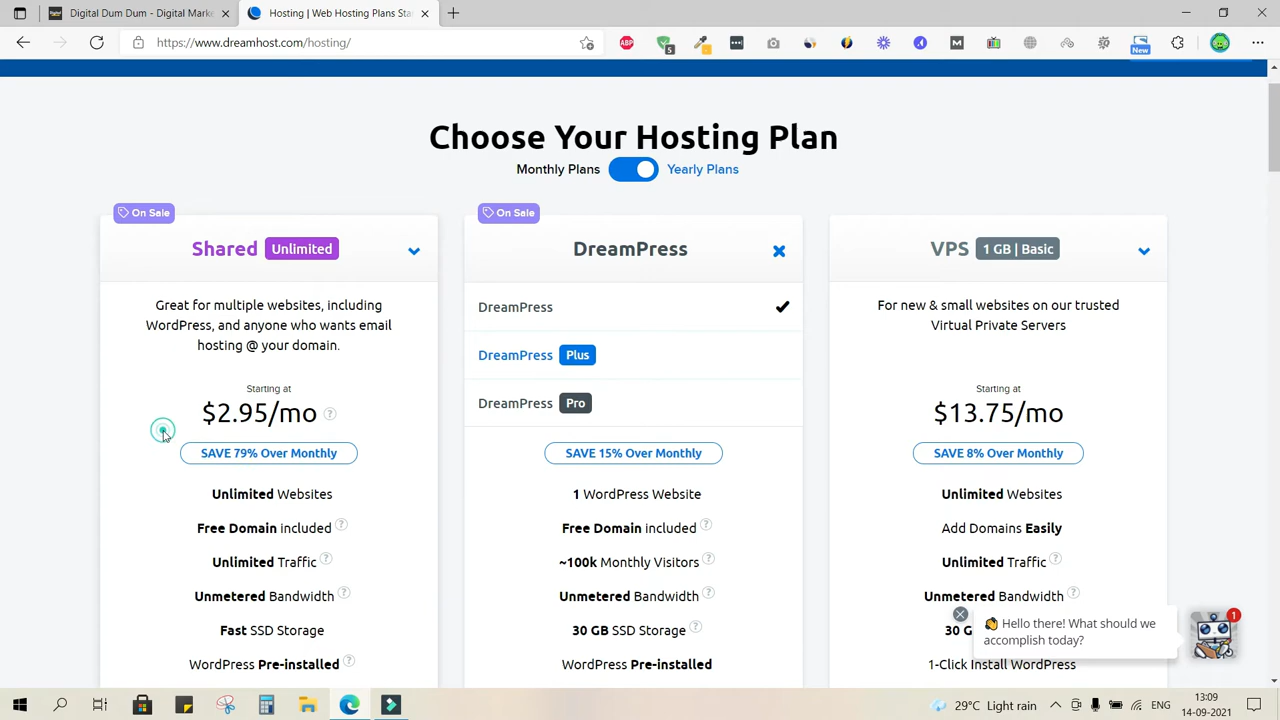 Digital Dum Dum - Digital Marke
Hosting | Web Hosting Plans Star
https://www.dreamhost.com/hosting/
ABP
5
M
New
Choose Your Hosting Plan
Monthly Plans
Yearly Plans
On Sale
Shared Unlimited
Great for multiple websites, including
WordPress, and anyone who wants email
hosting @ your domain.
Starting at
$2.95/mo ?
SAVE 79% Over Monthly
Unlimited Websites
Free Domain included ?
Unlimited Traffic ?
Unmetered Bandwidth ?
Fast SSD Storage
WordPress Pre-installed ?
On Sale
DreamPress
DreamPress
DreamPress Plus
DreamPress Pro
SAVE 15% Over Monthly
1 WordPress Website
Free Domain included ?
~100k Monthly Visitors ?
Unmetered Bandwidth ?
30 GB SSD Storage ?
WordPress Pre-installed
VPS 1 GB | Basic
For new & small websites on our trusted
Virtual Private Servers
Starting at
$13.75/mo
SAVE 8% Over Monthly
Unlimited Websites
Add Domains Easily
Unlimited Traffic ?
Unmetered Bandwidth ?
30 G
1-Click Install WordPress
Hello there! What should we
accomplish today?
1
29°C Light rain
ENG
13:09
14-09-2021